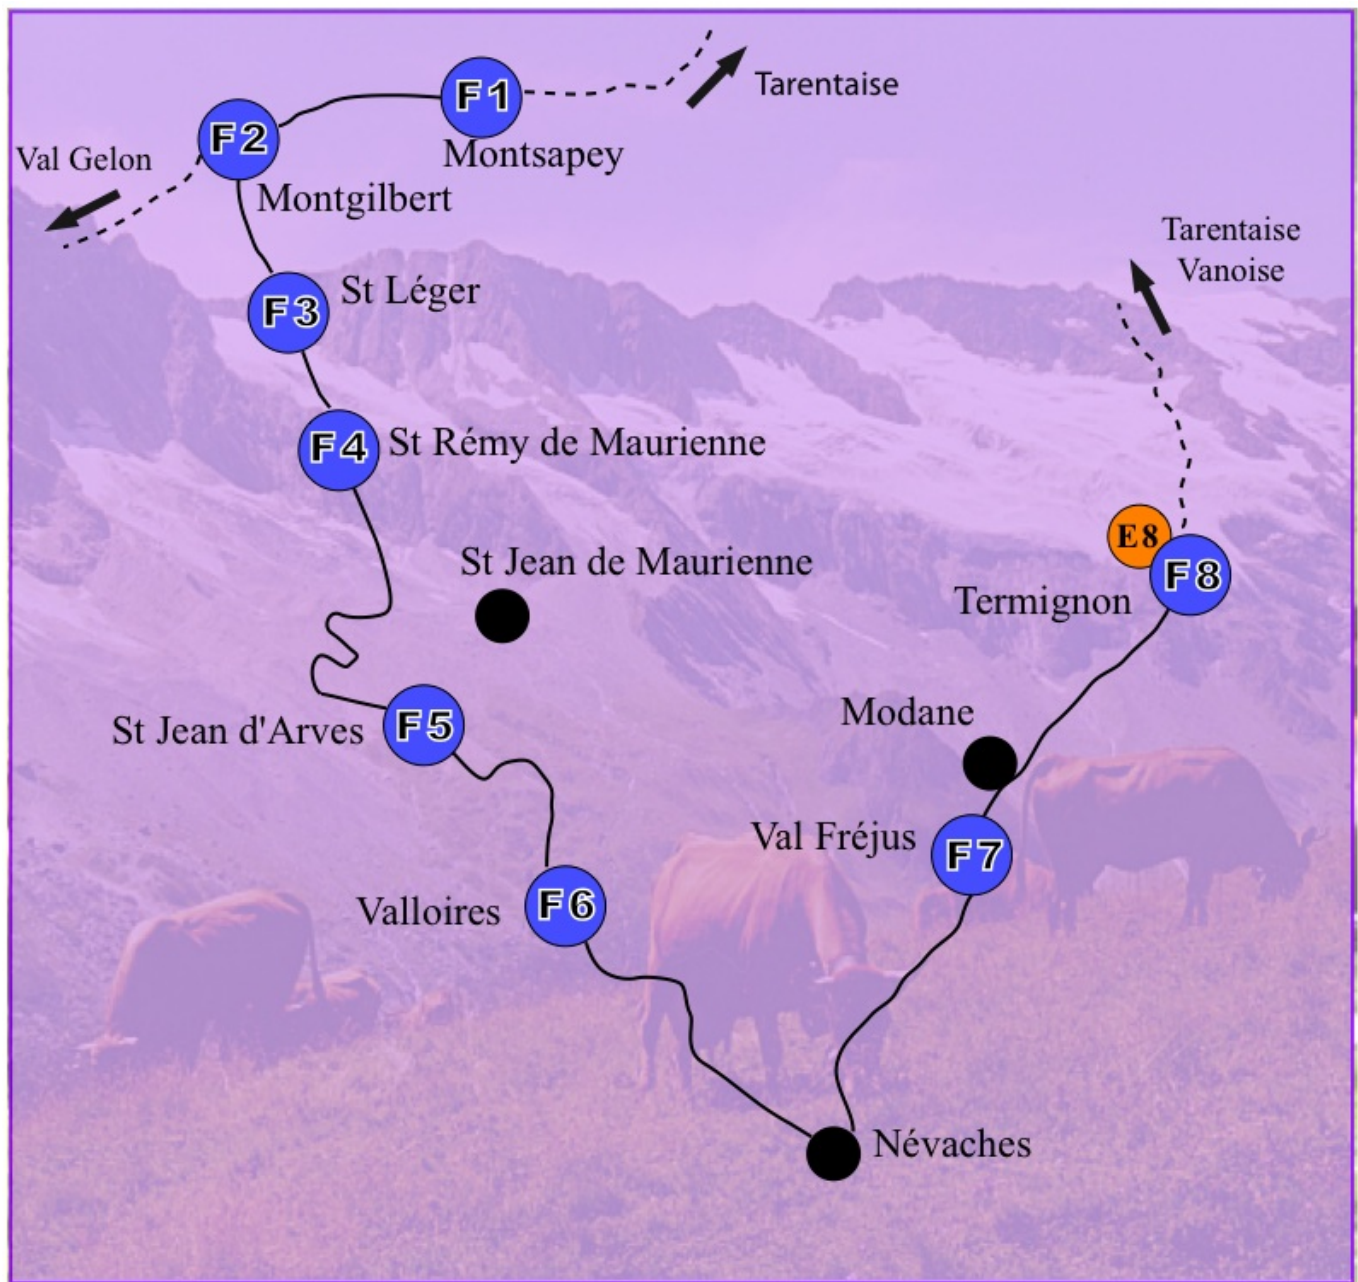 F1
Tarentaise
Montsapey
F2
Val Gelon
Montgilbert
Tarentaise
Vanoise
F3
St Léger
F4
St Rémy de Maurienne
E8
F8
St Jean de Maurienne
Termignon
Modane
F5
St Jean d'Arves
Val Fréjus
F7
F6
Valloires
Névaches